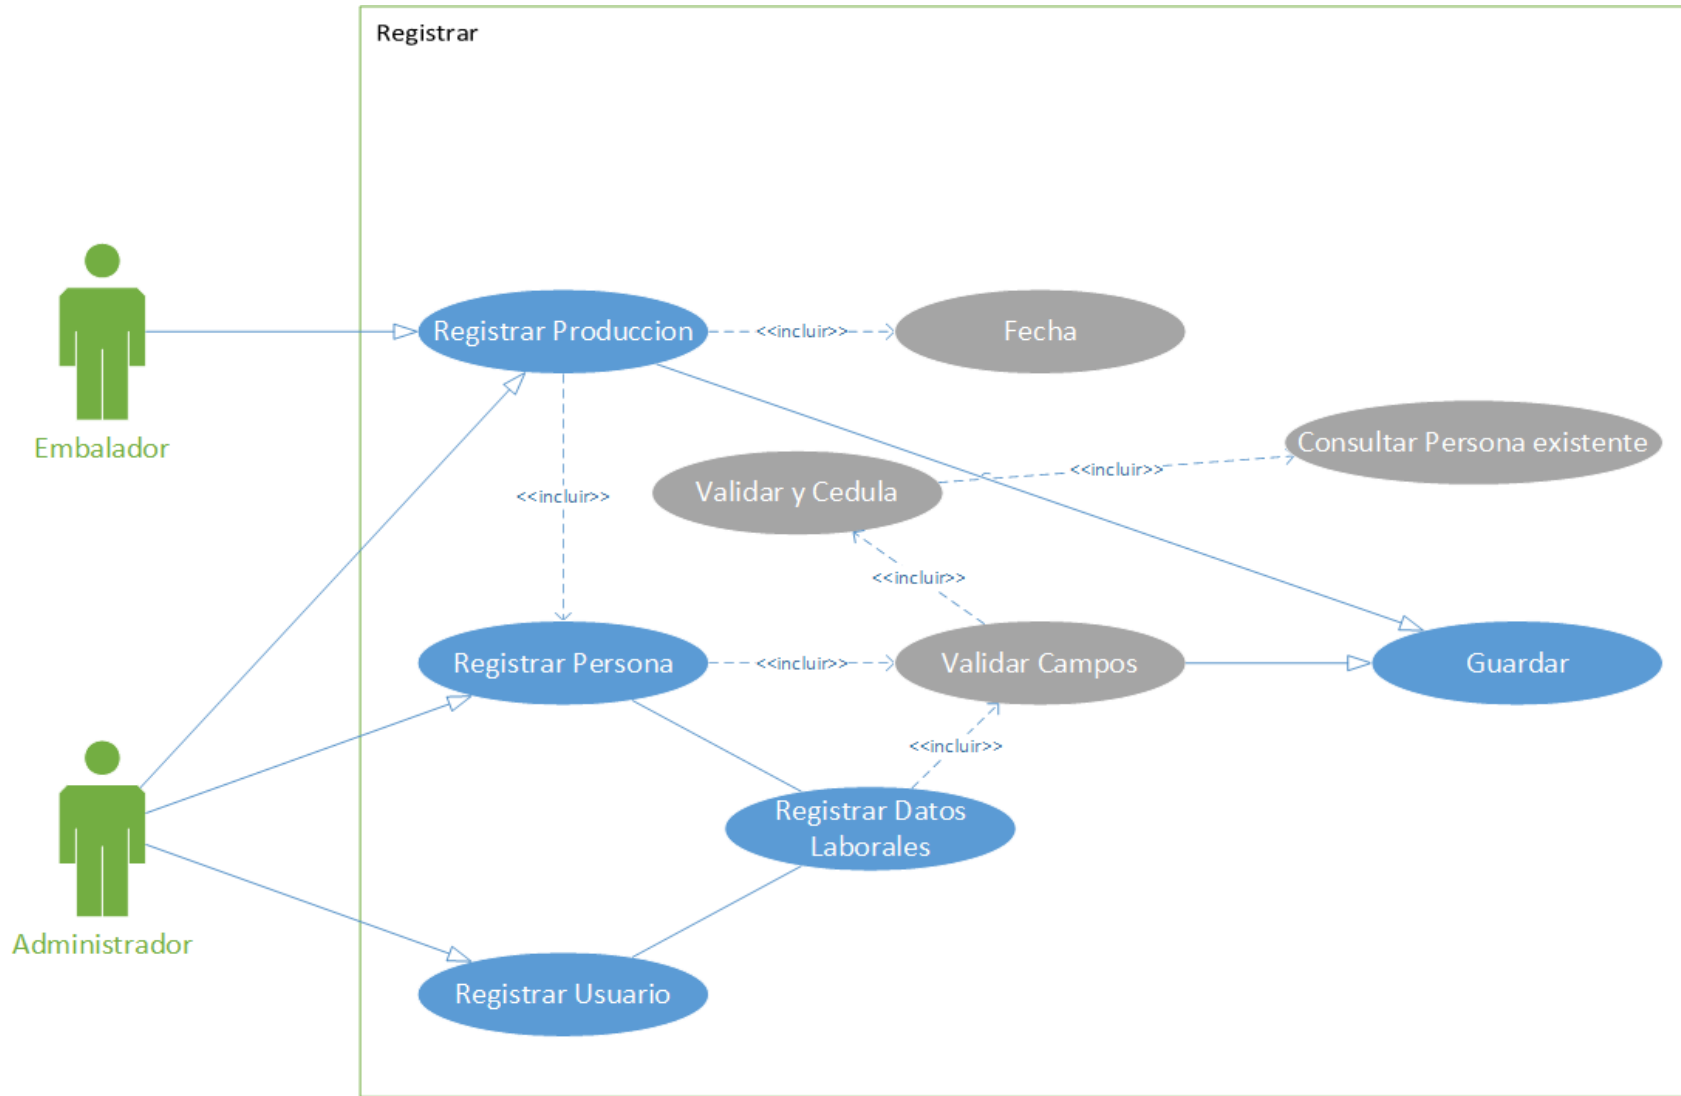 Registrar
Registrar Produccion
<<incluir>>
Fecha
Embalador
Consultar Persona existente
<<incluir>>
Validar y Cedula
<<incluir>>
<<incluir>>
Registrar Persona
<<incluir>>
Validar Campos
Guardar
<<incluir>>
Registrar Datos
Laborales
Administrador
Registrar Usuario